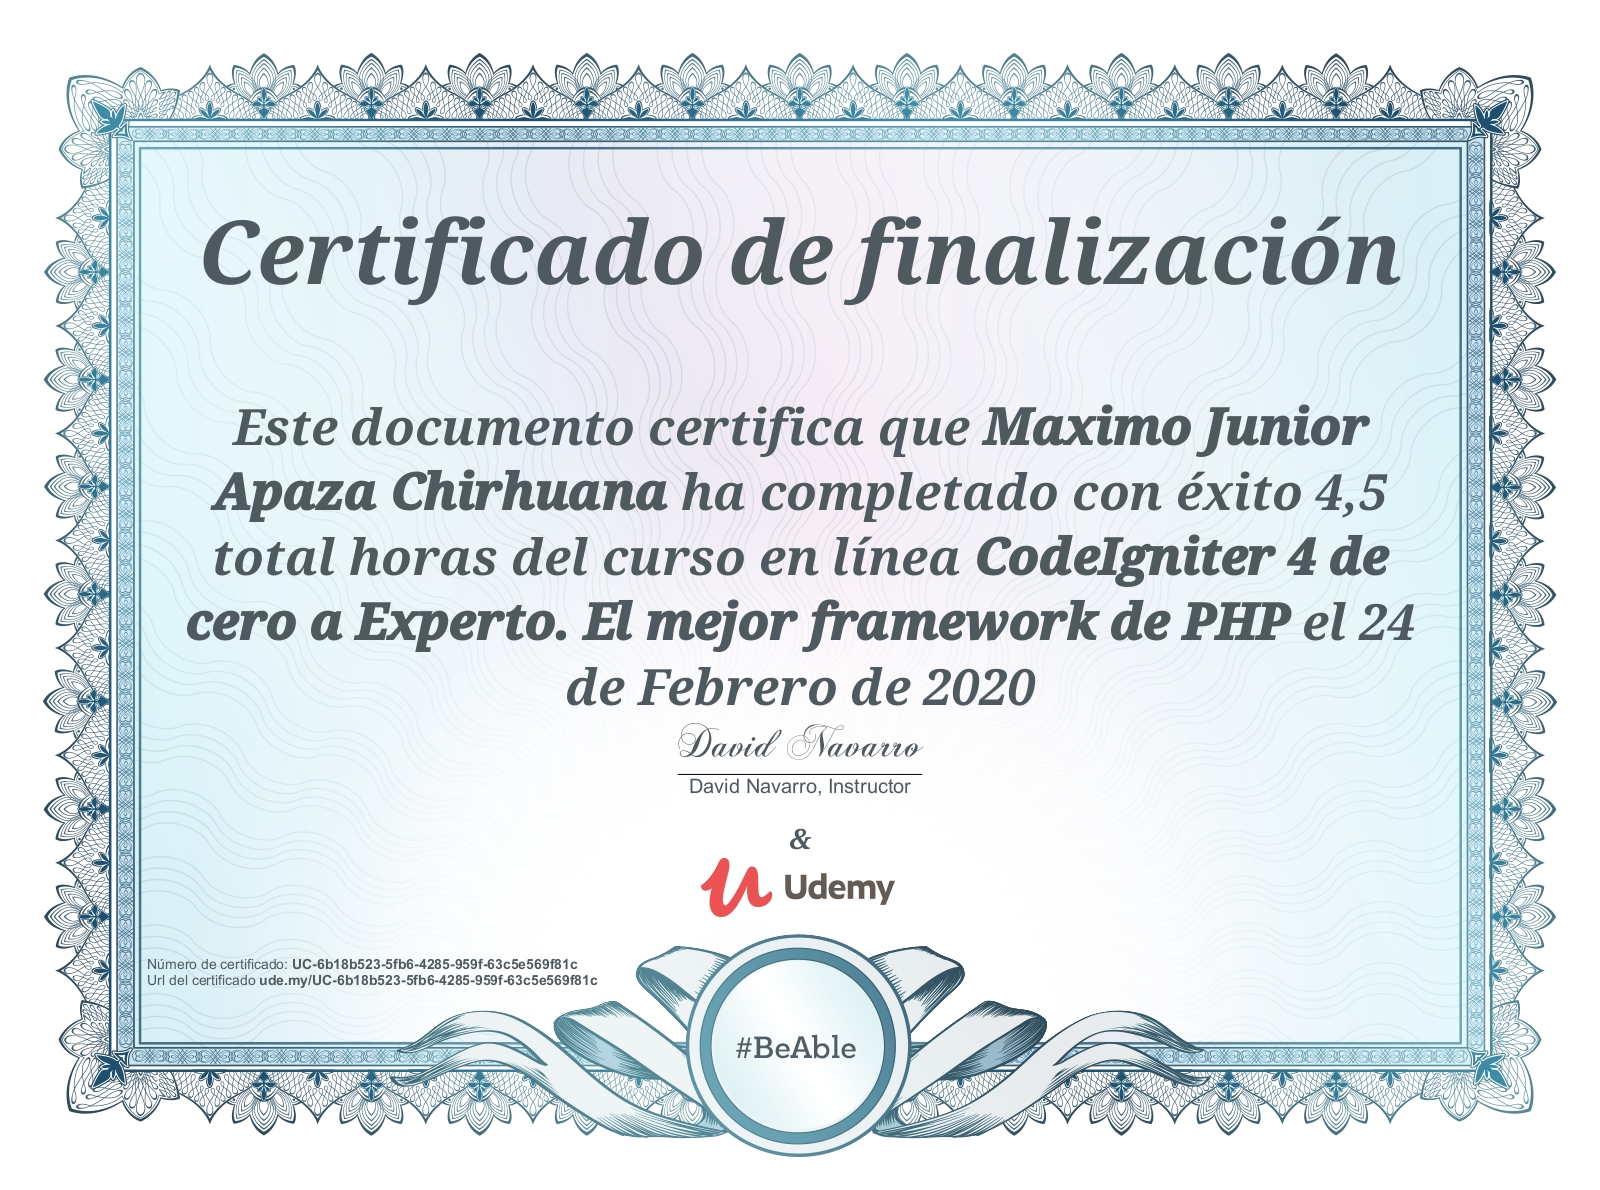 Certificado de finalización
Este documento certifica que Maximo Junior
Apaza Chirhuana ha completado con éxito 4,5
total horas del curso en línea CodeIgniter 4 de
cero a Experto. El mejor framework de PHP el 24
de Febrero de 2020
David Navarro
David Navarro, Instructor
&
Udemy
Número de certificado: UC-6b18b523-5fb6-4285-959f-63c5e569f81c
Url del certificado ude.my/UC-6b18b523-5fb6-4285-959f-63c5e569f81c
#BeAble